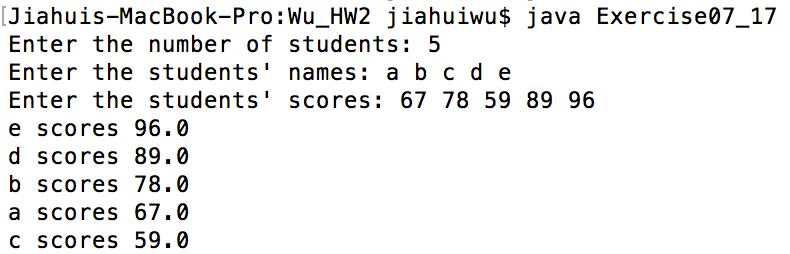 [Jiahuis-MacBook-Pro:Wu_HW2 jiahuiwu$ java Exercise07_17
Enter the number of students: 5
Enter the students' names: a b c d e
Enter the students' scores: 67 78 59 89 96
e scores 96.0
d scores 89.0
b scores 78.0
a scores 67.0
c scores 59.0